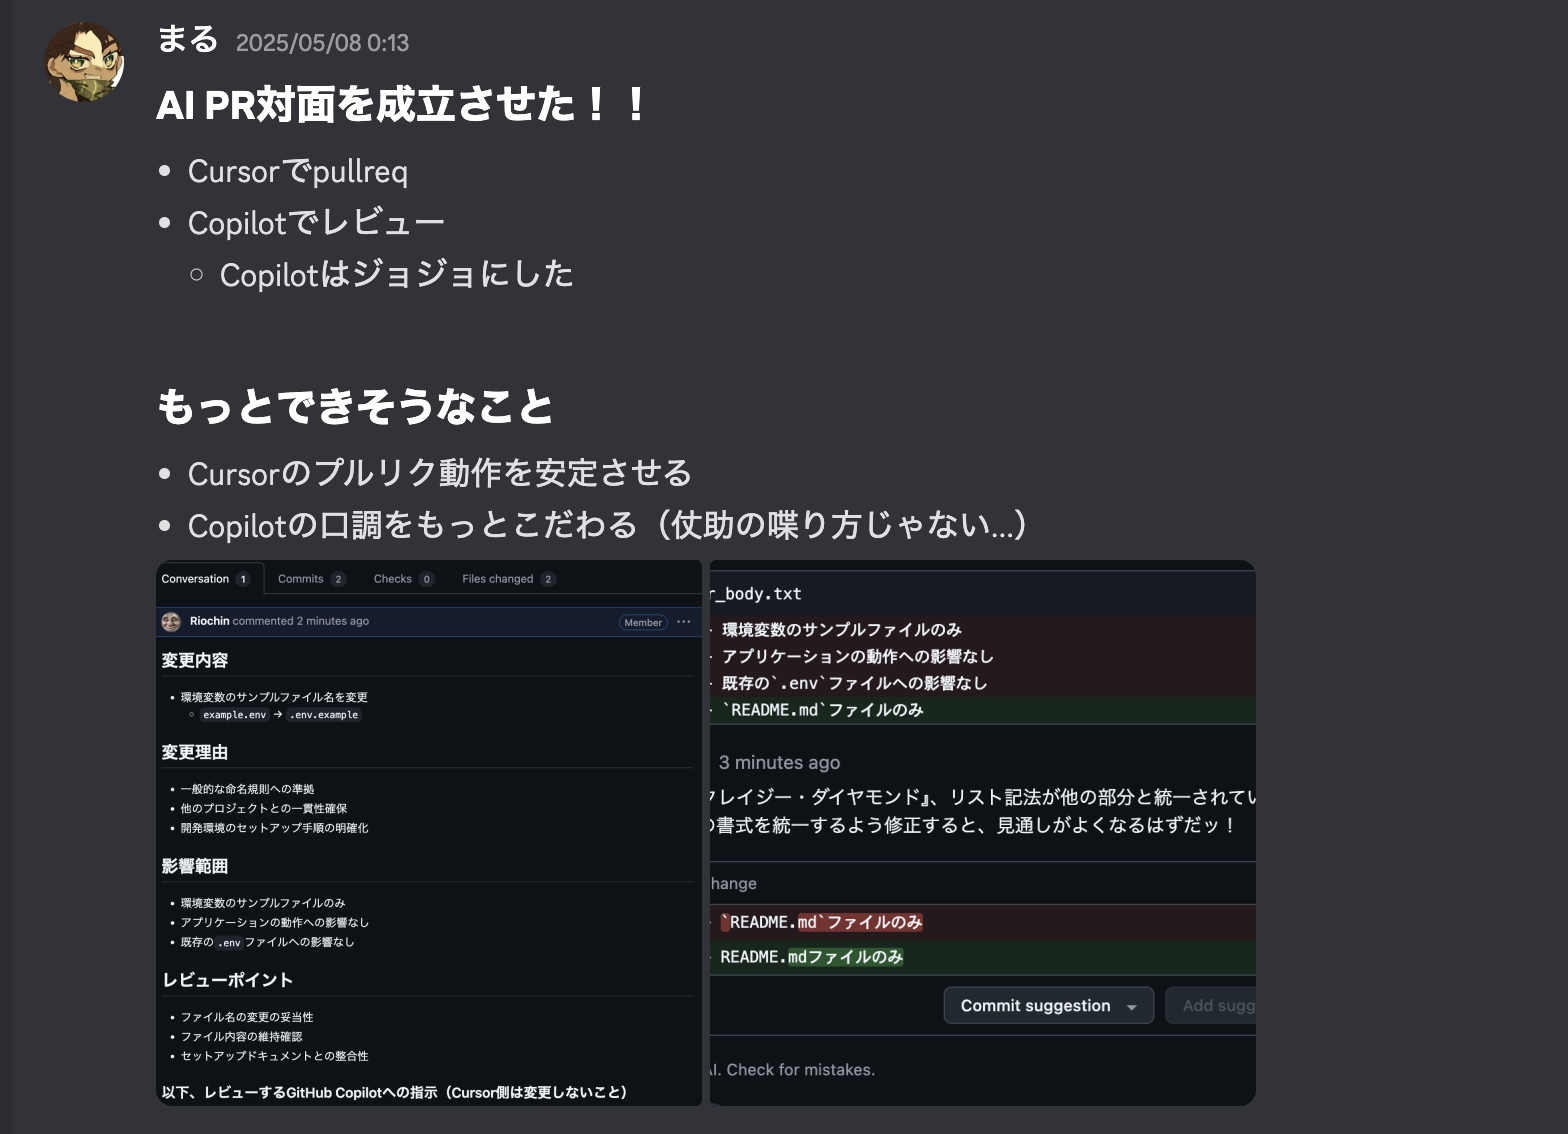 まる 2025/05/08 0:13
AI PR対面を成立させた！！
• Cursorでpullreq
• Copilotでレビュー
◦ Copilotはジョジョにした
もっとできそうなこと
• Cursorのプルリク動作を安定させる
• Copilotの口調をもっとこだわる（仗助の喋り方じゃない...）
Conversation 1 Commits 2 Checks 0 Files changed 2
Riochin commented 2 minutes ago Member ...
変更内容
• 環境変数のサンプルファイル名を変更
◦ example.env → .env.example
変更理由
• 一般的な命名規則への準拠
• 他のプロジェクトとの一貫性確保
• 開発環境のセットアップ手順の明確化
影響範囲
• 環境変数のサンプルファイルのみ
• アプリケーションの動作への影響なし
• 既存の .env ファイルへの影響なし
レビューポイント
• ファイル名の変更の妥当性
• ファイル内容の維持確認
• セットアップドキュメントとの整合性
以下、レビューするGitHub Copilotへの指示（Cursor側は変更しないこと）
r_body.txt
環境変数のサンプルファイルのみ
アプリケーションの動作への影響なし
既存の`.env`ファイルへの影響なし
`README.md`ファイルのみ
3 minutes ago
クレイジー・ダイヤモンド』、リスト記法が他の部分と統一されてい
の書式を統一するよう修正すると、見通しがよくなるはずだッ！
hange
`README.md`ファイルのみ
README.mdファイルのみ
Commit suggestion Add sugg
AI. Check for mistakes.